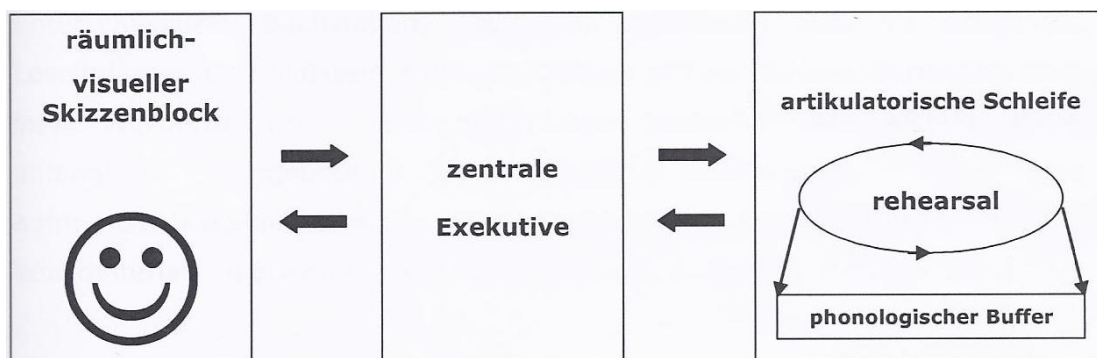 räumlich-
visueller
Skizzenblock
zentrale
Exekutive
artikulatorische Schleife
rehearsal
phonologischer Buffer